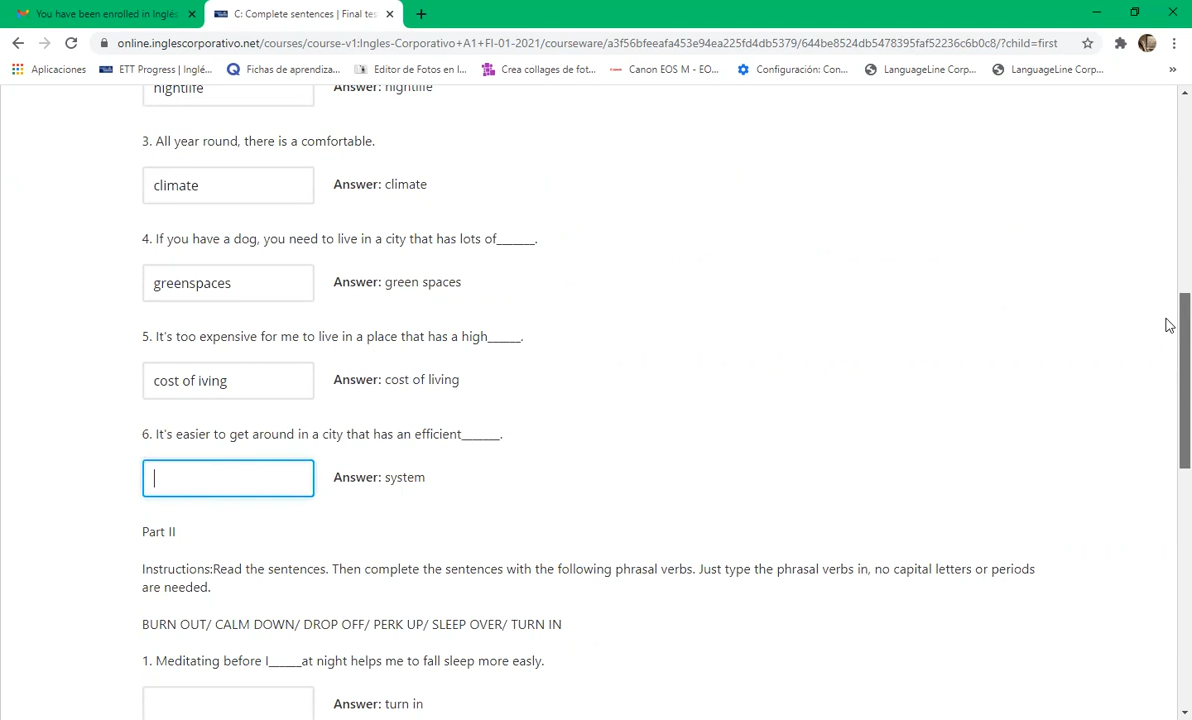 You have been enrolled in Inglés
C: Complete sentences | Final tes
online.inglescorporativo.net/courses/course-v1:Ingles-Corporativo+A1+FI-01-2021/courseware/a3f56bfeeafa453e94ea225fd4db5379/644be8524db5478395faf52236c6b0c8/?child=first
Aplicaciones ETT Progress | Inglé... Fichas de aprendiza... Editor de Fotos en l... Crea collages de fot... Canon EOS M - EO... Configuración: Con... LanguageLine Corp... LanguageLine Corp... »
nightlife Answer: nightlife
3. All year round, there is a comfortable.
climate Answer: climate
4. If you have a dog, you need to live in a city that has lots of______.
greenspaces Answer: green spaces
5. It's too expensive for me to live in a place that has a high_____.
cost of iving Answer: cost of living
6. It's easier to get around in a city that has an efficient______.
Answer: system
Part II
Instructions:Read the sentences. Then complete the sentences with the following phrasal verbs. Just type the phrasal verbs in, no capital letters or periods
are needed.
BURN OUT/ CALM DOWN/ DROP OFF/ PERK UP/ SLEEP OVER/ TURN IN
1. Meditating before I_____at night helps me to fall sleep more easly.
Answer: turn in